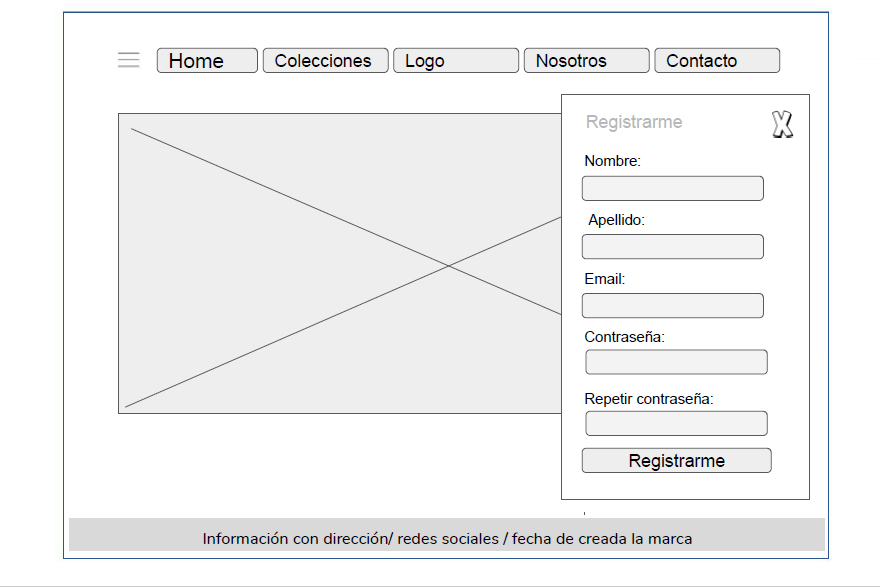 Home Colecciones Logo Nosotros Contacto
Registrarme X
Nombre:
Apellido:
Email:
Contraseña:
Repetir contraseña:
Registrarme
Información con dirección/ redes sociales / fecha de creada la marca